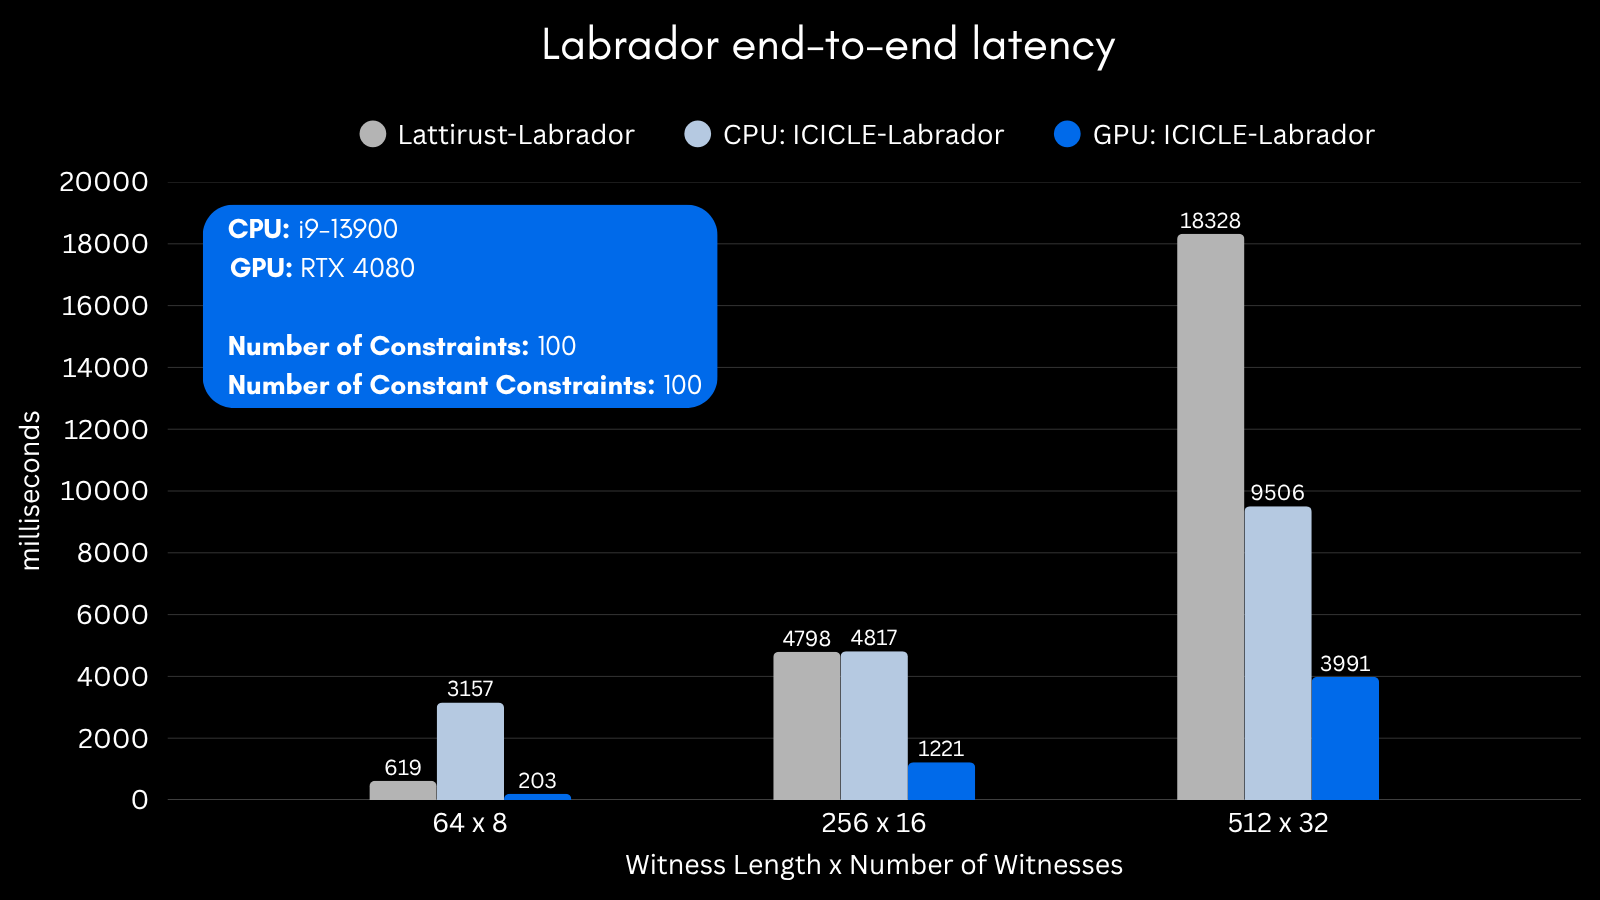 Labrador end-to-end latency
Lattirust-Labrador CPU: ICICLE-Labrador GPU: ICICLE-Labrador
20000
18000
16000
14000
12000
10000
8000
6000
4000
2000
0
milliseconds
CPU: i9-13900
GPU: RTX 4080
Number of Constraints: 100
Number of Constant Constraints: 100
619 3157 203
4798 4817 1221
18328 9506 3991
64 x 8 256 x 16 512 x 32
Witness Length x Number of Witnesses